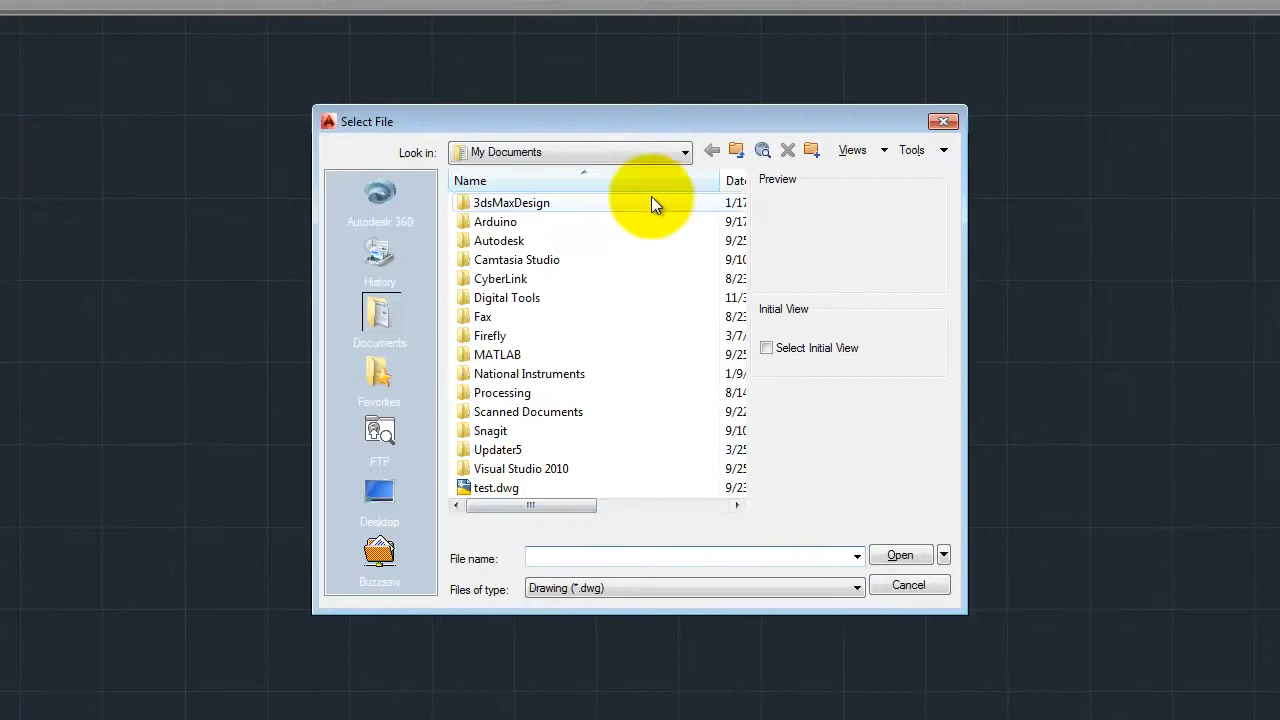 Select File
Look in: My Documents Views Tools
Name Date
3dsMaxDesign 1/17
Arduino 9/17
Autodesk 9/25
Camtasia Studio 9/10
CyberLink 8/23
Digital Tools 11/3
Fax 8/23
Firefly 3/7/
MATLAB 9/25
National Instruments 1/9/
Processing 8/14
Scanned Documents 9/22
Snagit 9/10
Updater5 3/25
Visual Studio 2010 9/25
test.dwg 9/23
Autodesk 360
History
Documents
Favorites
FTP
Desktop
Buzzsaw
Preview
Initial View
Select Initial View
File name: Open
Files of type: Drawing (*.dwg) Cancel